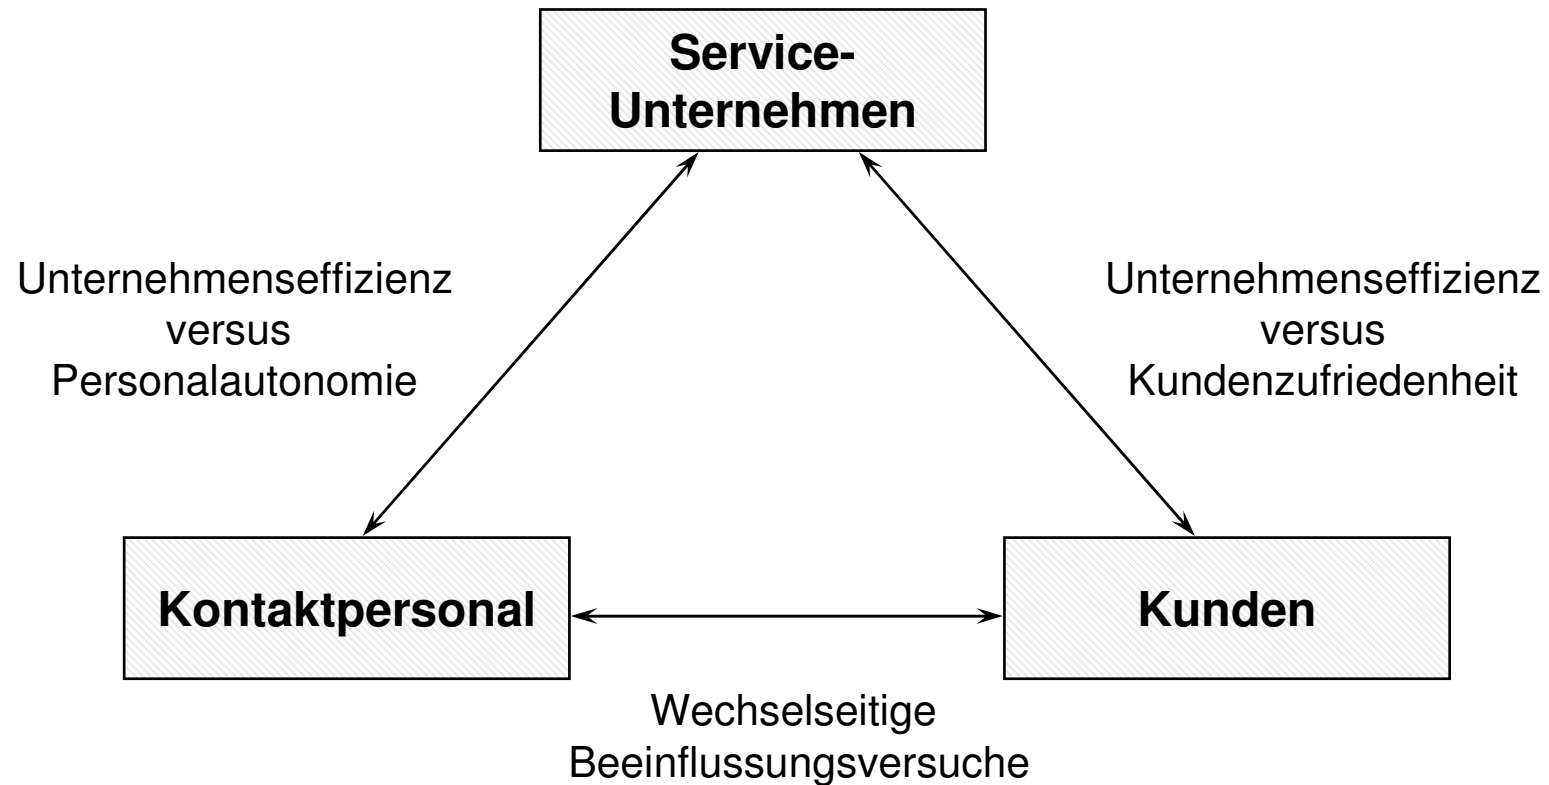 Service-
Unternehmen
Unternehmenseffizienz
versus
Personalautonomie
Unternehmenseffizienz
versus
Kundenzufriedenheit
Kontaktpersonal
Kunden
Wechselseitige
Beeinflussungsversuche